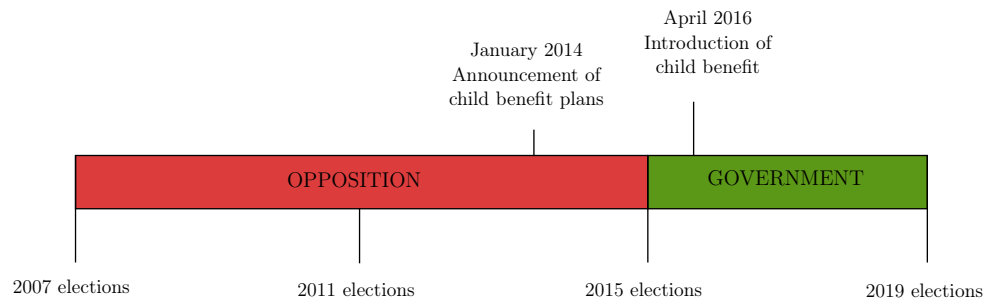 April 2016
Introduction of
child benefit
January 2014
Announcement of
child benefit plans
OPPOSITION
GOVERNMENT
2007 elections
2011 elections
2015 elections
2019 elections